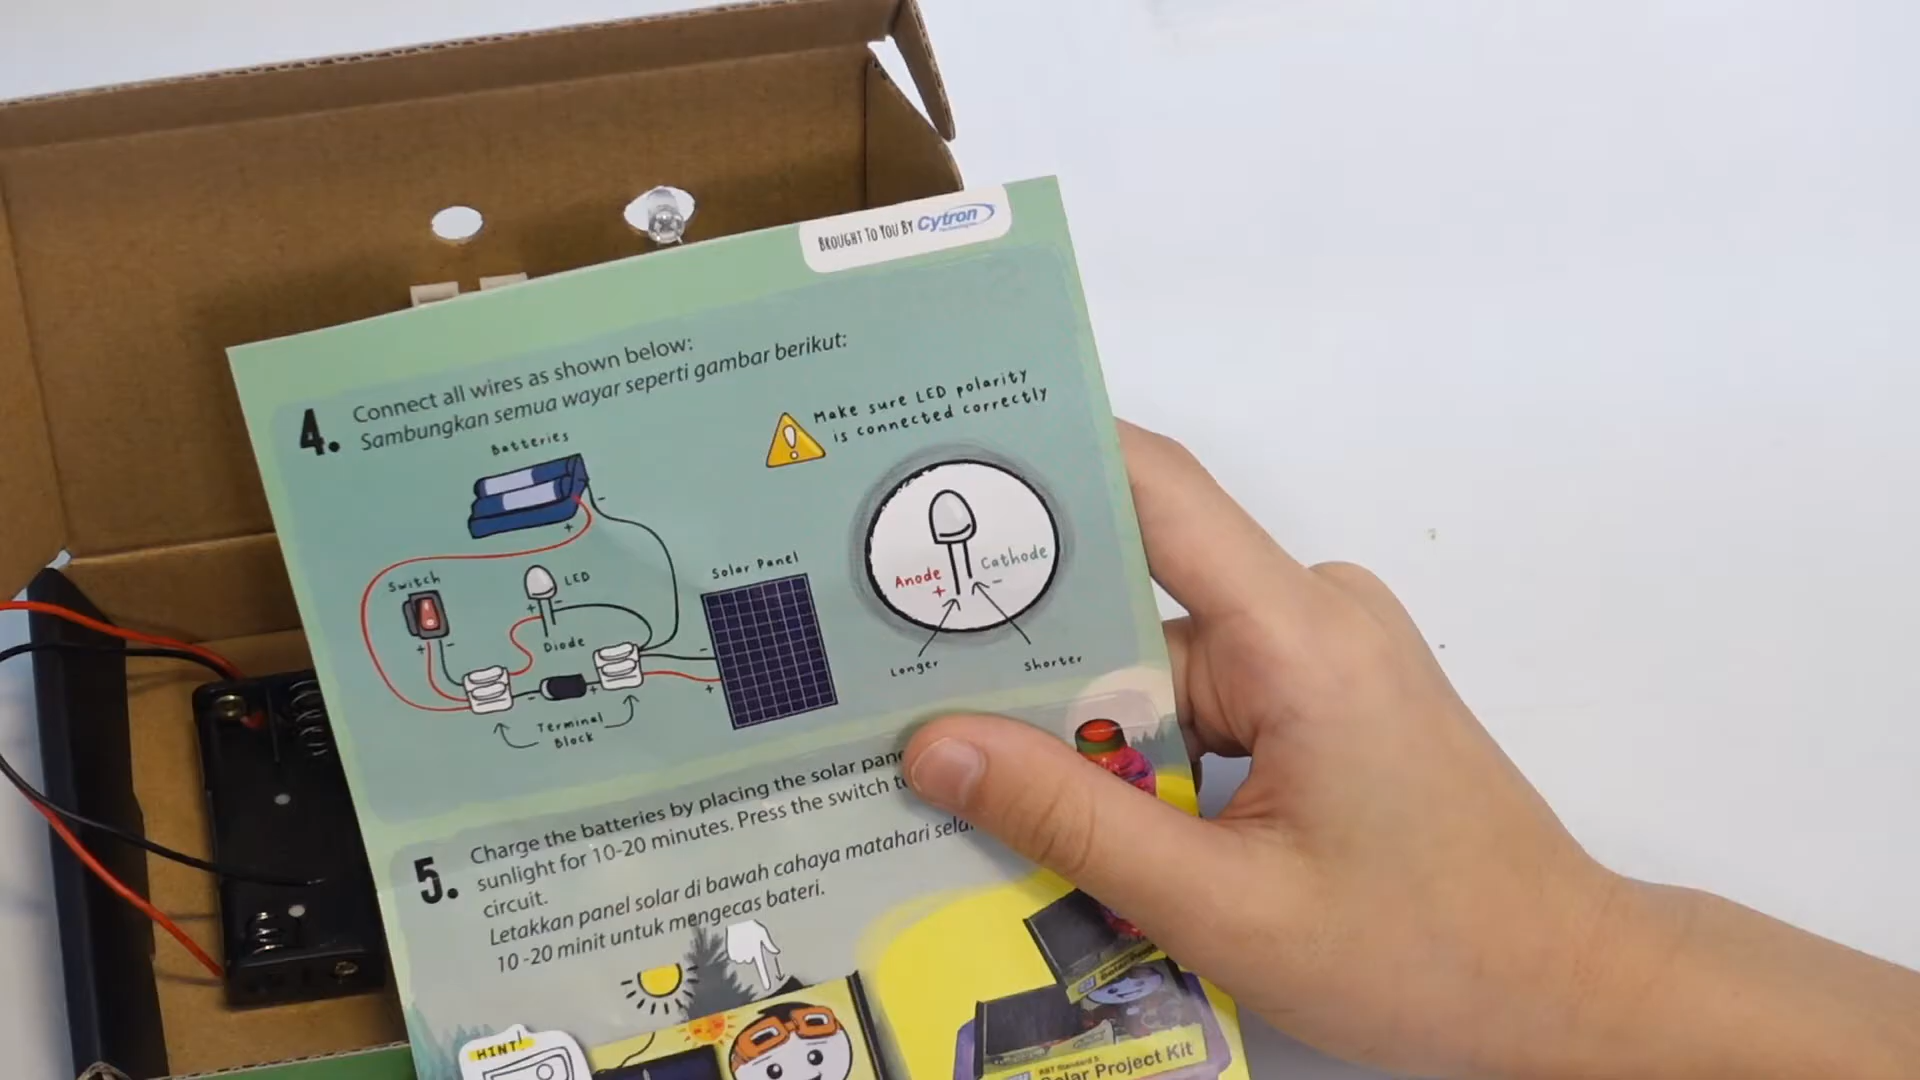 BROUGHT TO YOU BY Cytron
4. Connect all wires as shown below:
Sambungkan semua wayar seperti gambar berikut:
Make sure LED polarity
is connected correctly
Batteries
-
+
Switch
+ -
LED
+ -
Diode
- +
Solar Panel
-
+
Terminal
Block
Anode
+
Cathode
-
Longer
Shorter
5. Charge the batteries by placing the solar
sunlight for 10-20 minutes. Press the switch
circuit.
Letakkan panel solar di bawah cahaya matahari
10-20 minit untuk mengecas bateri.
HINT!
RBT Standard 5
Solar Project Kit